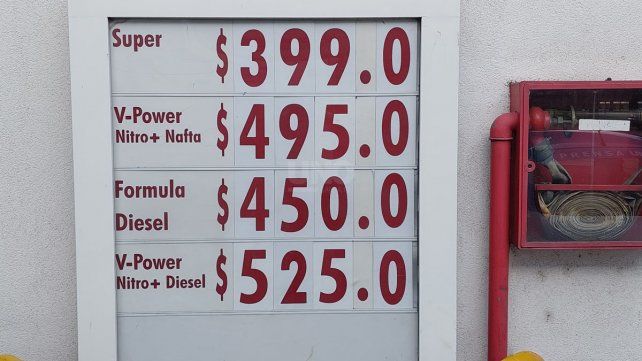 Super $399.0
V-Power $495.0
Nitro+ Nafta
Formula $450.0
Diesel
V-Power $525.0
Nitro+ Diesel